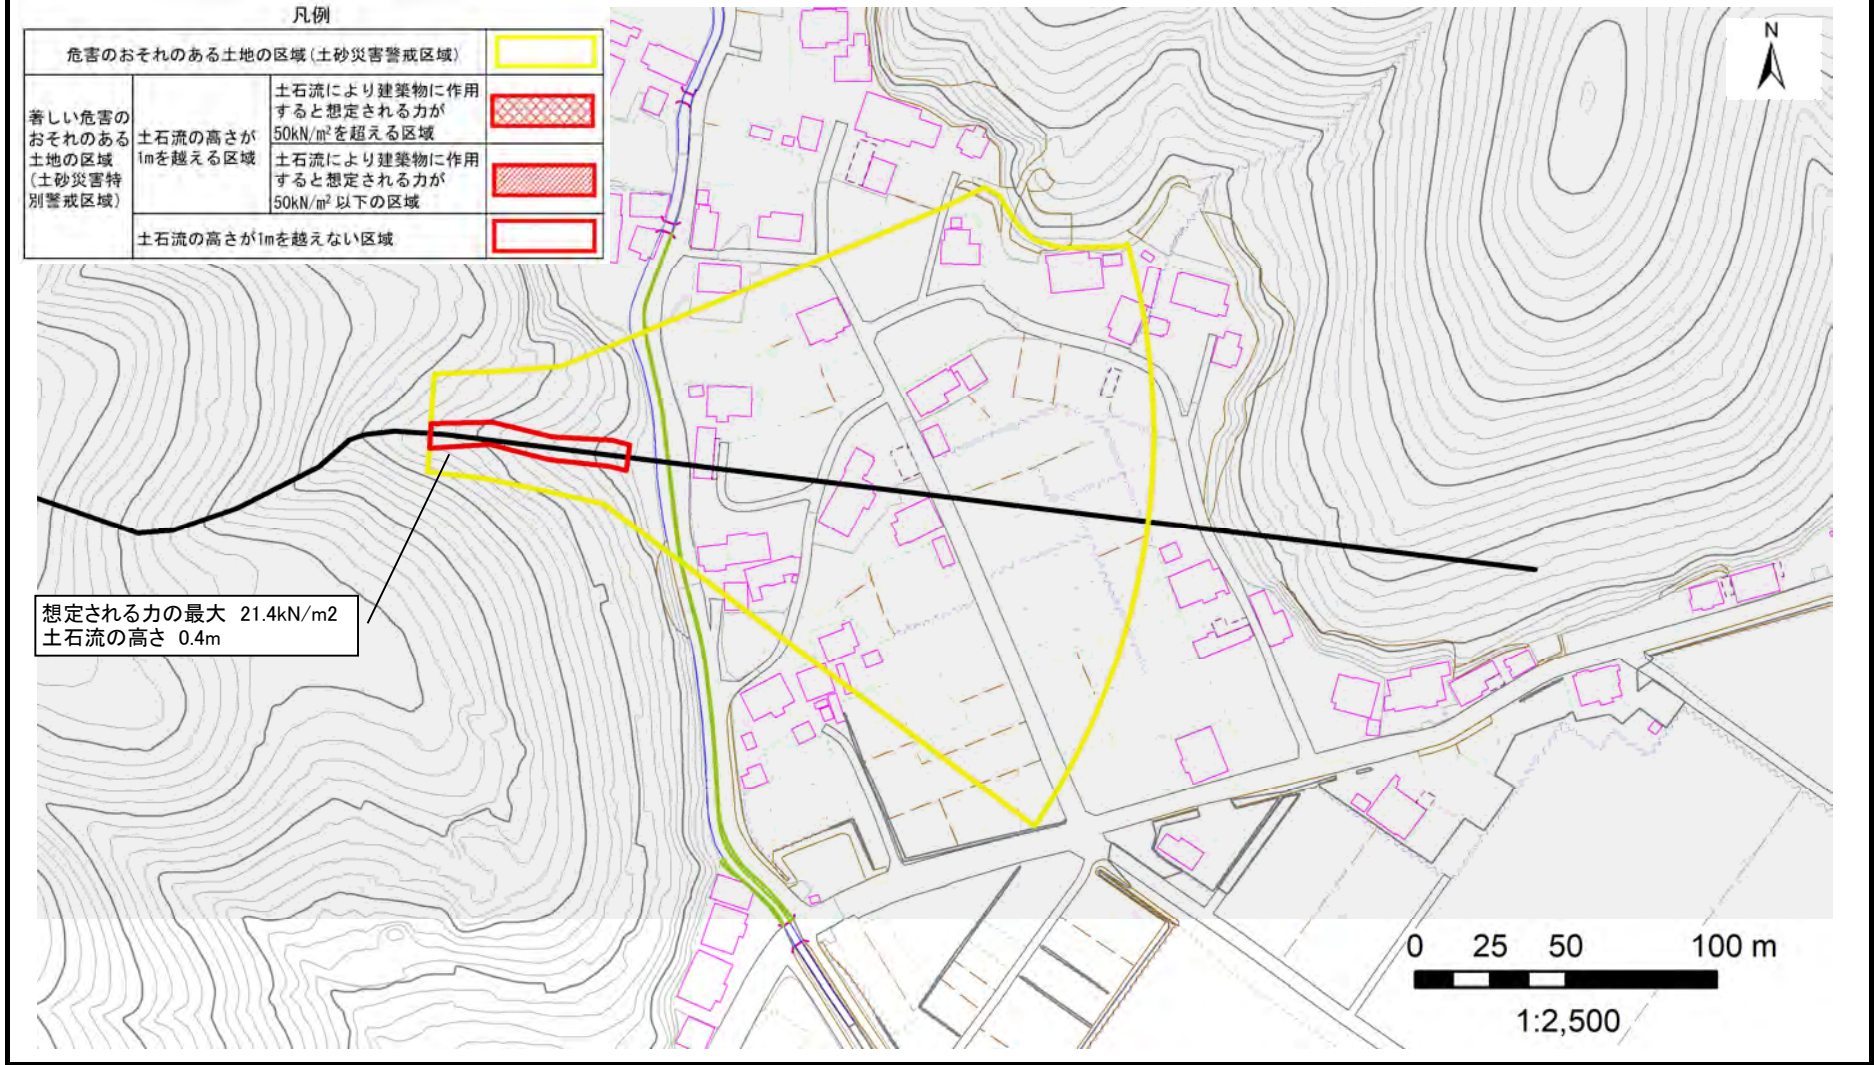 凡例
危害のおそれのある土地の区域(土砂災害警戒区域)
著しい危害の
おそれのある
土地の区域
(土砂災害特
別警戒区域)
土石流の高さが
1mを越える区域
土石流により建築物に作用
すると想定される力が
50kN/m²を超える区域
土石流により建築物に作用
すると想定される力が
50kN/m²以下の区域
土石流の高さが1mを越えない区域
N
想定される力の最大 21.4kN/m2
土石流の高さ 0.4m
0 25 50 100 m
1:2,500